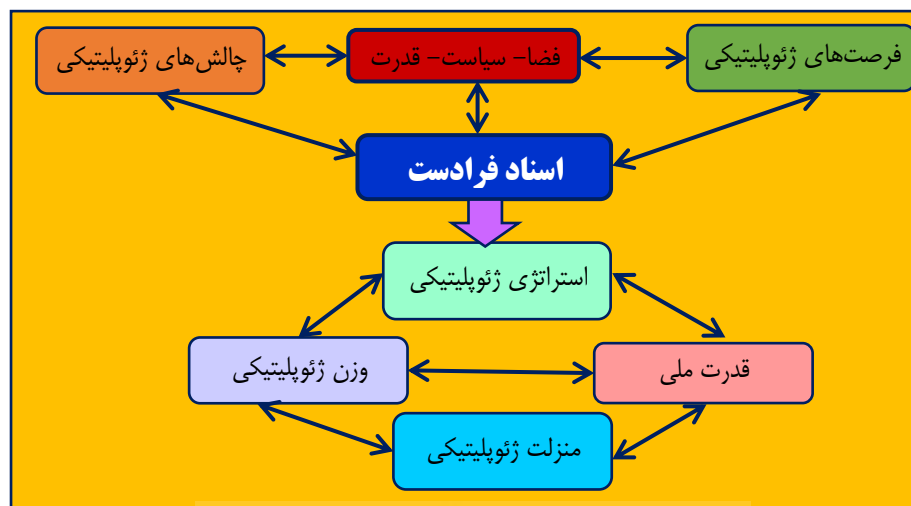 فرصت‌های ژئوپلیتیکی
فضا- سیاست- قدرت
چالش‌های ژئوپلیتیکی
اسناد فرادست
استراتژی ژئوپلیتیکی
قدرت ملی
وزن ژئوپلیتیکی
منزلت ژئوپلیتیکی